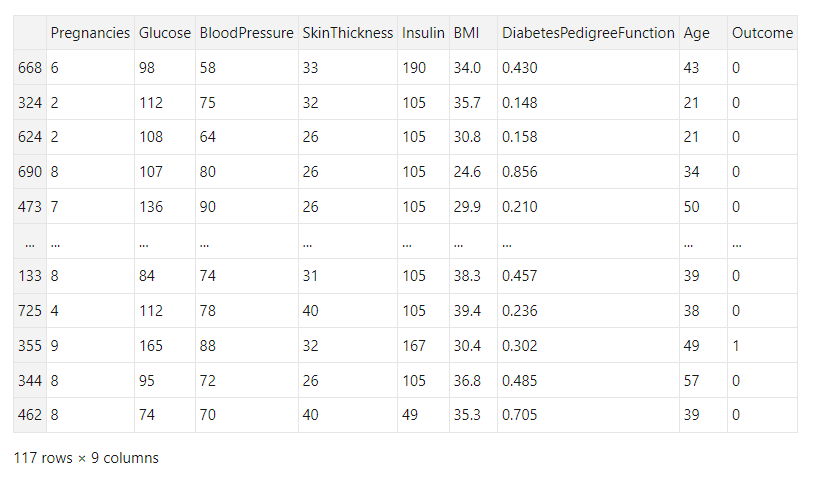 Pregnancies Glucose BloodPressure SkinThickness Insulin BMI DiabetesPedigreeFunction Age Outcome
668 6 98 58 33 190 34.0 0.430 43 0
324 2 112 75 32 105 35.7 0.148 21 0
624 2 108 64 26 105 30.8 0.158 21 0
690 8 107 80 26 105 24.6 0.856 34 0
473 7 136 90 26 105 29.9 0.210 50 0
... ... ... ... ... ... ... ... ... ...
133 8 84 74 31 105 38.3 0.457 39 0
725 4 112 78 40 105 39.4 0.236 38 0
355 9 165 88 32 167 30.4 0.302 49 1
344 8 95 72 26 105 36.8 0.485 57 0
462 8 74 70 40 49 35.3 0.705 39 0
117 rows × 9 columns